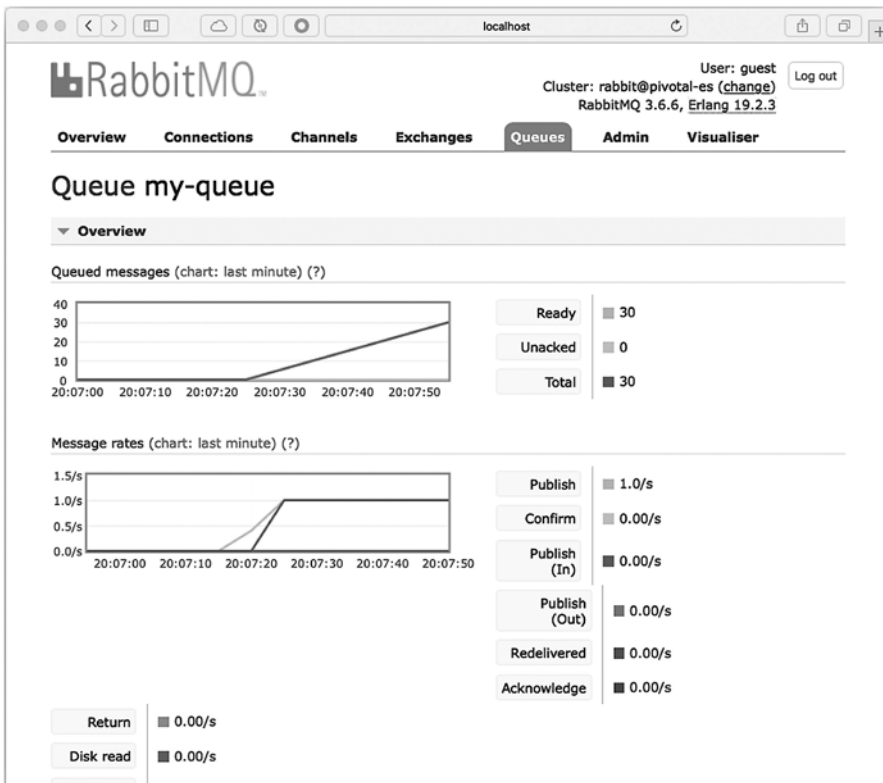 localhost
RabbitMQ™
User: guest
Cluster: rabbit@pivotal-es (change)
RabbitMQ 3.6.6, Erlang 19.2.3
Log out
Overview Connections Channels Exchanges Queues Admin Visualiser
Queue my-queue
Overview
Queued messages (chart: last minute) (?)
40
30
20
10
0
20:07:00 20:07:10 20:07:20 20:07:30 20:07:40 20:07:50
Ready 30
Unacked 0
Total 30
Message rates (chart: last minute) (?)
1.5/s
1.0/s
0.5/s
0.0/s
20:07:00 20:07:10 20:07:20 20:07:30 20:07:40 20:07:50
Publish 1.0/s
Confirm 0.00/s
Publish
(In) 0.00/s
Publish
(Out) 0.00/s
Redelivered 0.00/s
Acknowledge 0.00/s
Return 0.00/s
Disk read 0.00/s